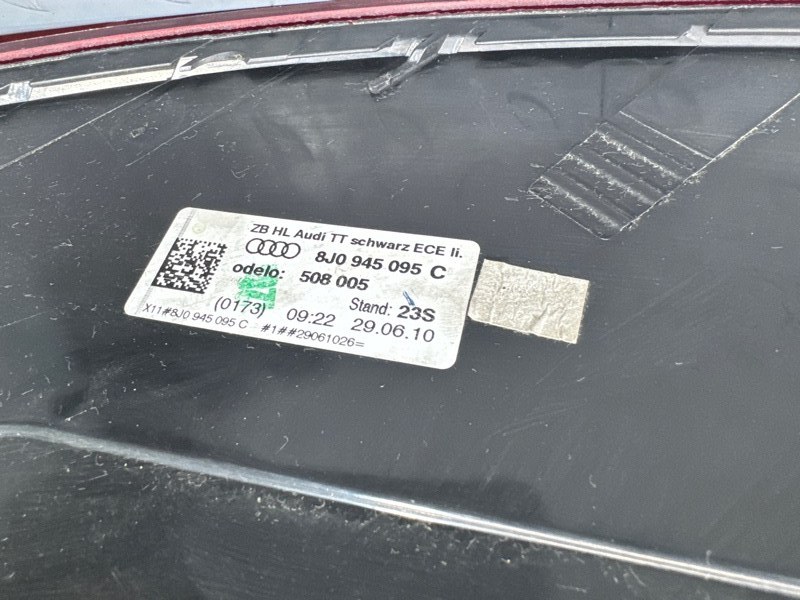 ZB HL Audi TT schwarz ECE li.
8J0 945 095 C
odelo: 508 005
Stand: 23S
(0173) 09:22 29.06.10
X11#8J0 945 095 C #1##29061026=